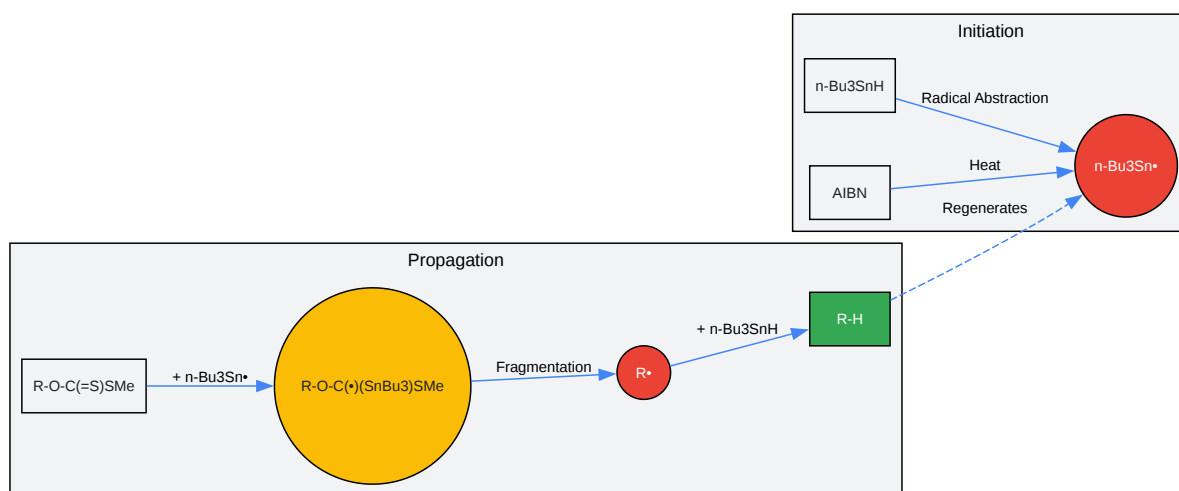 Initiation
n-Bu3SnH
Radical Abstraction
n-Bu3Sn•
Heat
AIBN
Regenerates
Propagation
R-H
+ n-Bu3SnH
Fragmentation
R•
+ n-Bu3Sn•
R-O-C(=S)SMe
R-O-C(•)(SnBu3)SMe